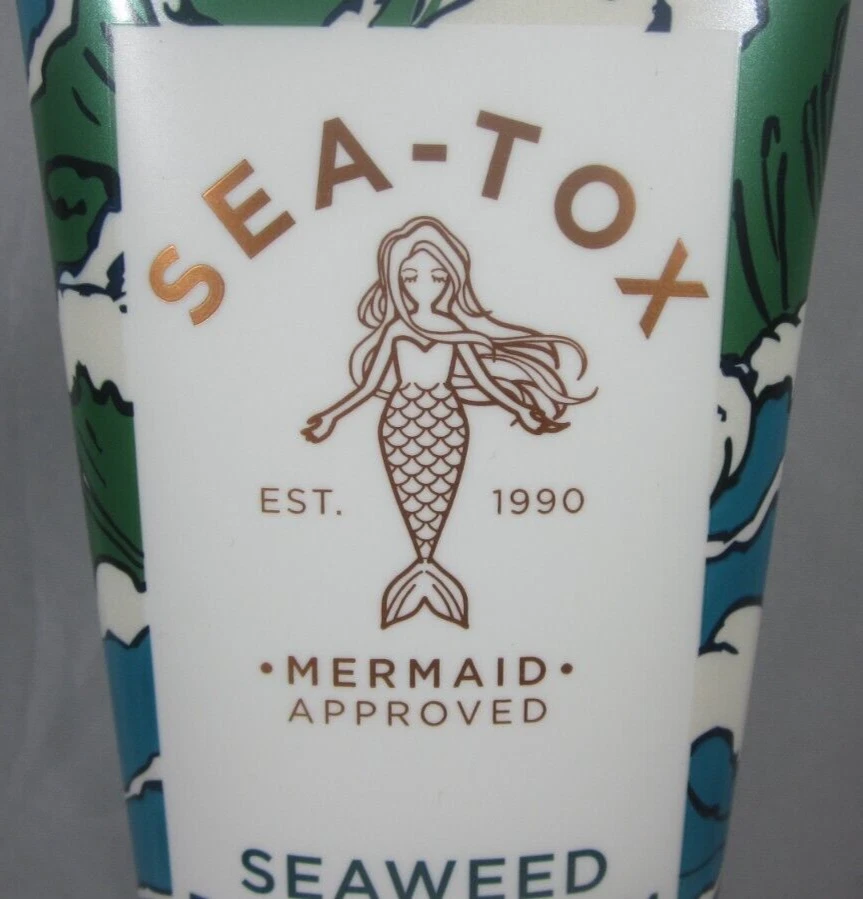 SEA-TOX
EST. 1990
•MERMAID•
APPROVED
SEAWEED